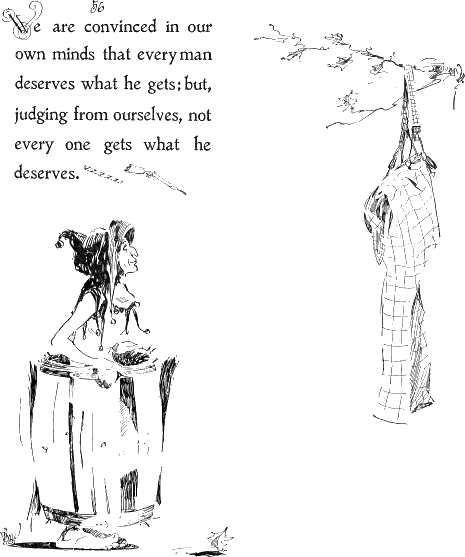 56
We are convinced in our
own minds that every man
deserves what he gets; but,
judging from ourselves, not
every one gets what he
deserves.